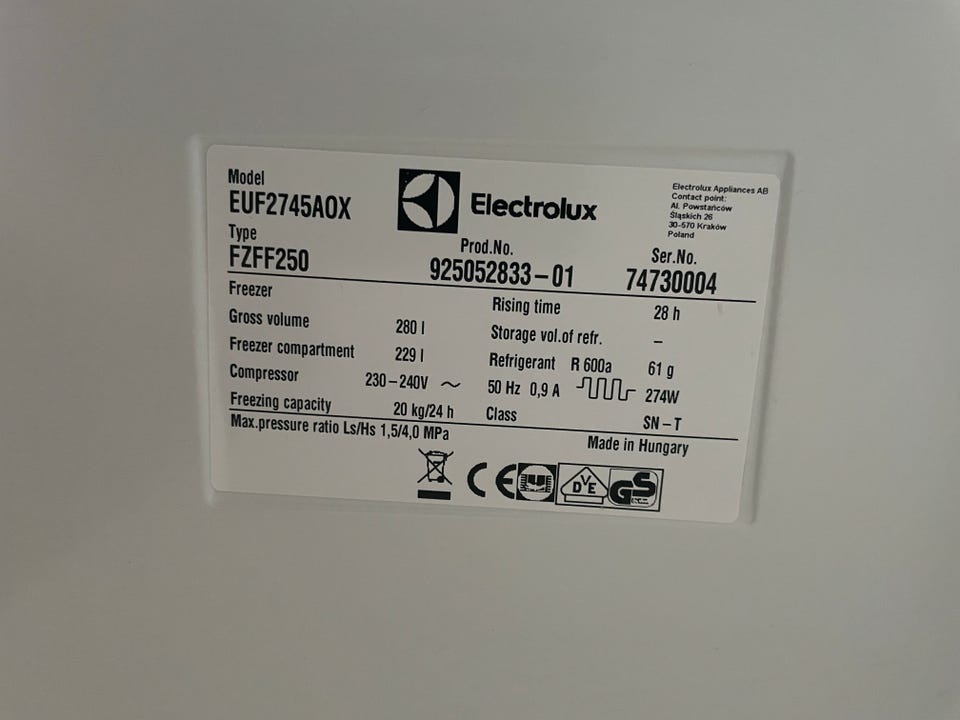 Model
EUF2745AOX
Electrolux
Electrolux Appliances AB
Contact point:
Al. Powstańców
Śląskich 26
30-570 Kraków
Poland
Type
FZFF250
Prod.No.
925052833-01
Ser.No.
74730004
Freezer
Rising time 28 h
Gross volume 280 l
Storage vol.of refr. –
Freezer compartment 229 l
Refrigerant R 600a 61 g
Compressor 230-240V ~ 50 Hz 0,9 A 274W
Freezing capacity 20 kg/24 h
Class SN-T
Max.pressure ratio Ls/Hs 1,5/4,0 MPa
Made in Hungary
CE
DVE
GS